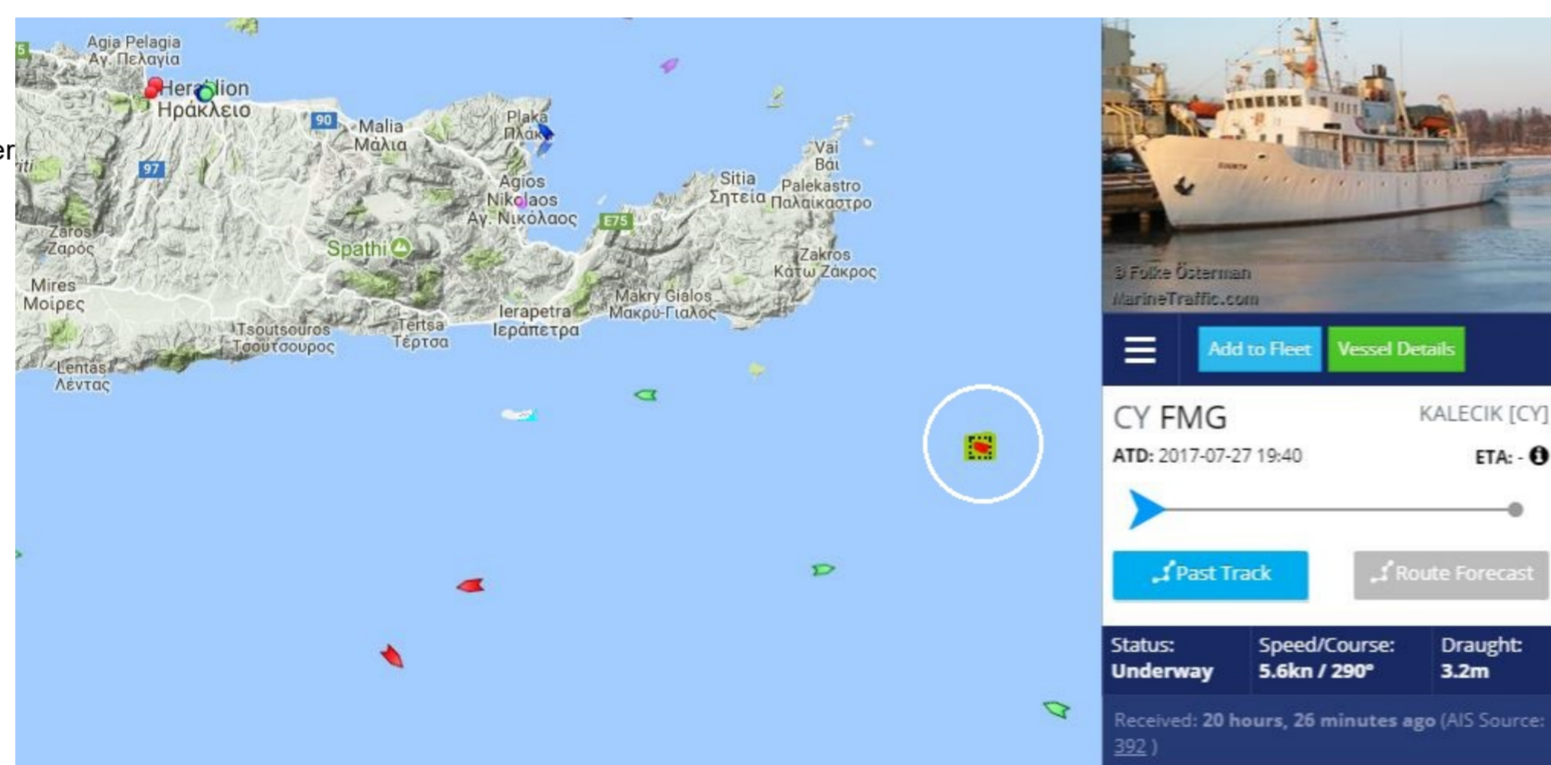 Agia Pelagia
Αγ. Πελαγία
Ηράκλειο
90
Malia
Μάλια
Plaka
97
Vai
Βάι
Agios
Nikolaos
Αγ. Νικόλαος
Sitia
Σητεία
Palekastro
Παλαίκαστρο
E75
Zaros
Ζαρός
Spathi
Zakros
Κάτω Ζάκρος
Mires
Μοίρες
Makry Gialos
Μακρύ-Γιαλός
Ierapetra
Ιεράπετρα
Tsoutsouros
Τσούτσουρος
Tertsa
Τέρτσα
Lentas
Λέντας
© Folke Österman
MarineTraffic.com
Add to Fleet
Vessel Details
CY FMG
KALECIK [CY]
ATD: 2017-07-27 19:40
ETA: -
Past Track
Route Forecast
Status:
Underway
Speed/Course:
5.6kn / 290°
Draught:
3.2m
Received: 20 hours, 26 minutes ago (AIS Source:
392 )